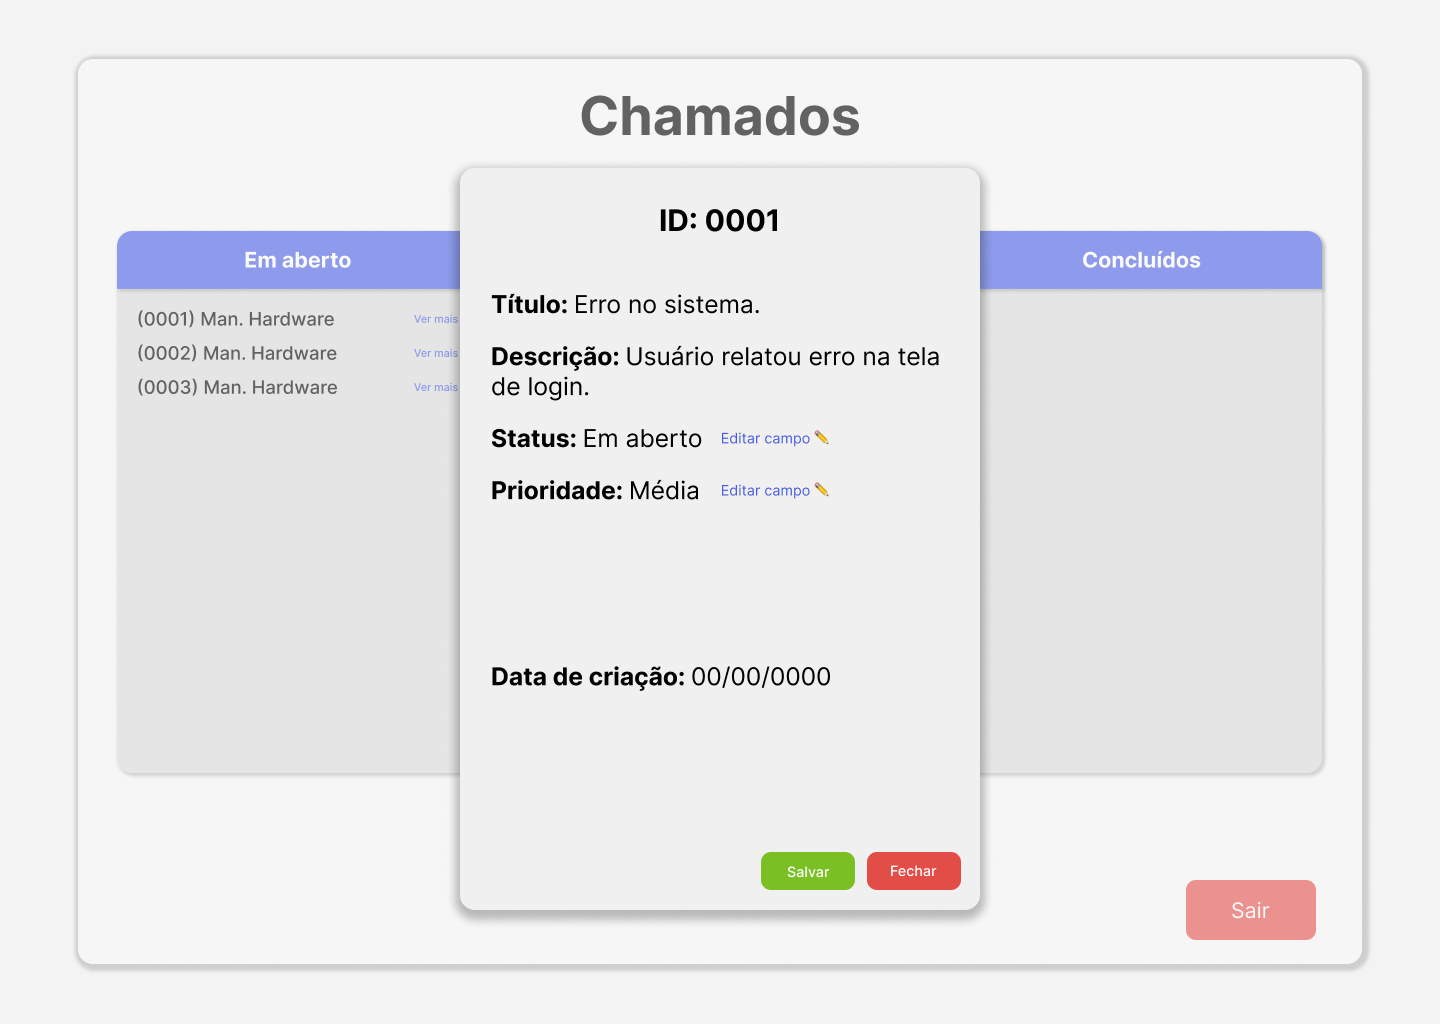 Chamados
Em aberto
(0001) Man. Hardware Ver mais
(0002) Man. Hardware Ver mais
(0003) Man. Hardware Ver mais
ID: 0001
Título: Erro no sistema.
Descrição: Usuário relatou erro na tela
de login.
Status: Em aberto Editar campo ✏️
Prioridade: Média Editar campo ✏️
Data de criação: 00/00/0000
Salvar Fechar
Concluídos
Sair